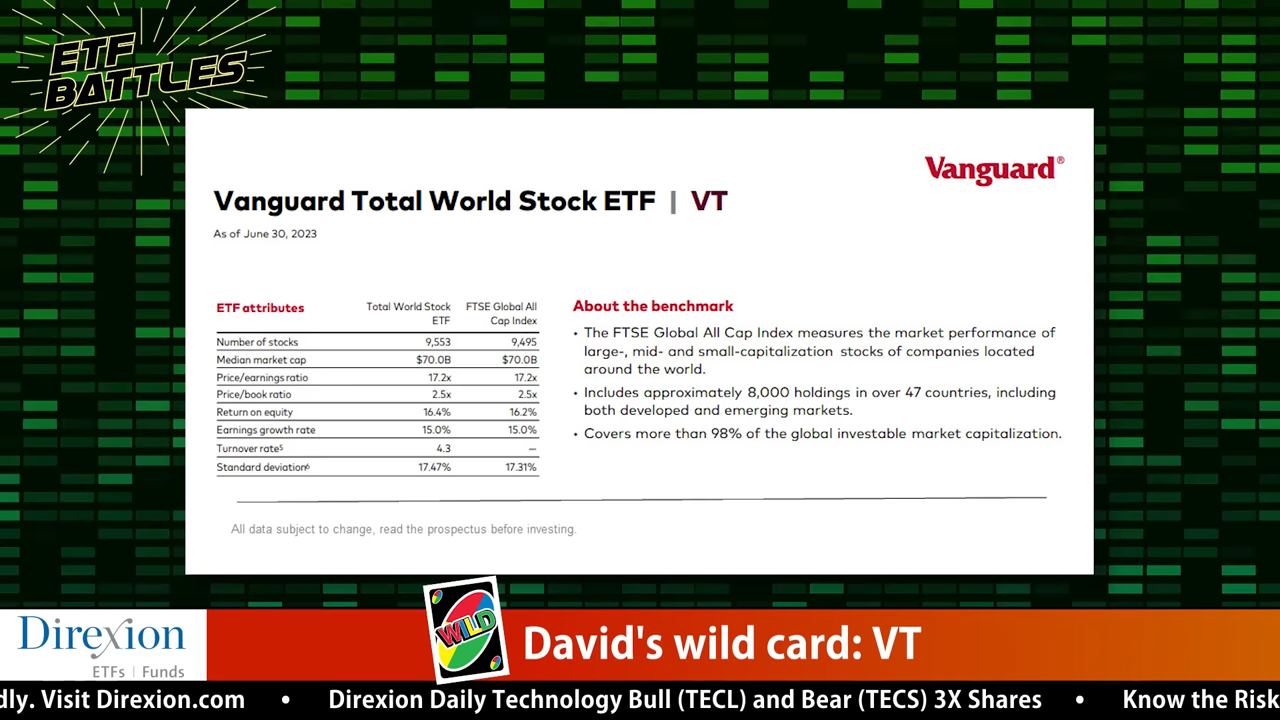 ETF
BATTLES
Vanguard®
Vanguard Total World Stock ETF | VT
As of June 30, 2023
ETF attributes Total World Stock ETF FTSE Global All Cap Index
Number of stocks 9,553 9,495
Median market cap $70.0B $70.0B
Price/earnings ratio 17.2x 17.2x
Price/book ratio 2.5x 2.5x
Return on equity 16.4% 16.2%
Earnings growth rate 15.0% 15.0%
Turnover rate⁵ 4.3 —
Standard deviation⁶ 17.47% 17.31%
About the benchmark
• The FTSE Global All Cap Index measures the market performance of
large-, mid- and small-capitalization stocks of companies located
around the world.
• Includes approximately 8,000 holdings in over 47 countries, including
both developed and emerging markets.
• Covers more than 98% of the global investable market capitalization.
All data subject to change, read the prospectus before investing.
Direxion
ETFs | Funds
WILD
David's wild card: VT
dly. Visit Direxion.com • Direxion Daily Technology Bull (TECL) and Bear (TECS) 3X Shares • Know the Risk